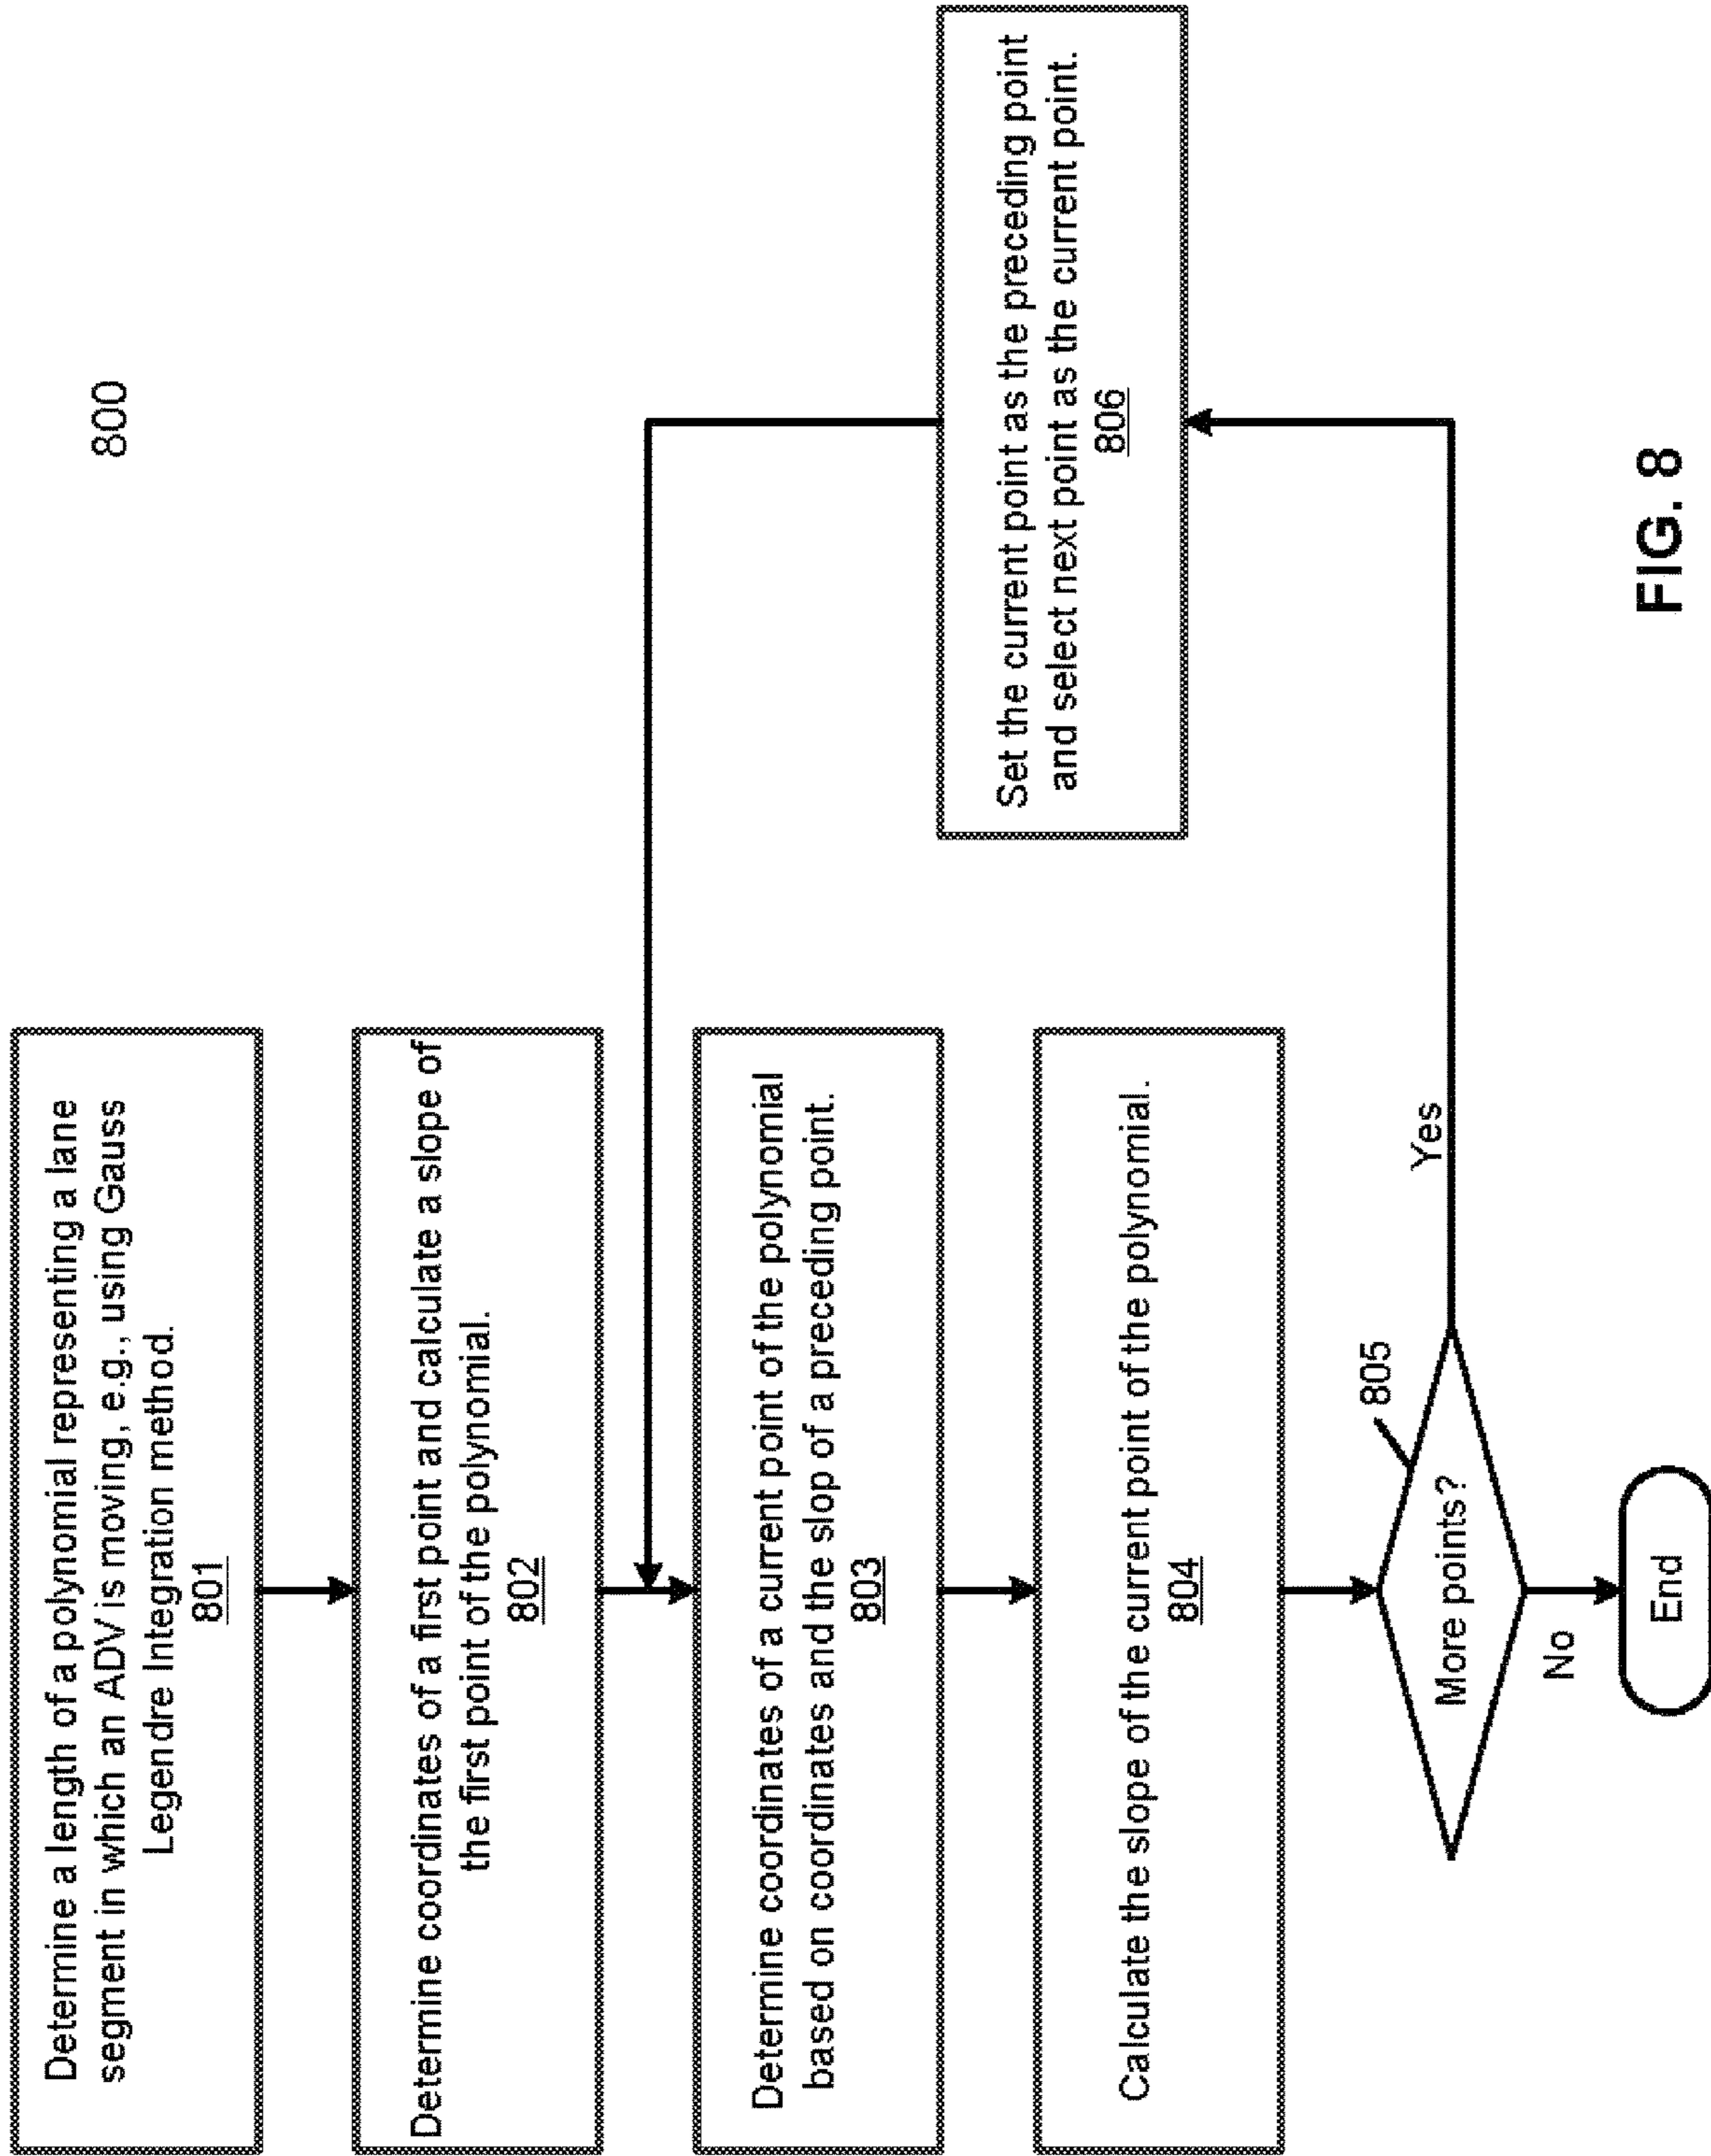 800
Determine a length of a polynomial representing a lane
segment in which an ADV is moving, e.g., using Gauss
Legendre Integration method.
801
Determine coordinates of a first point and calculate a slope of
the first point of the polynomial.
802
Determine coordinates of a current point of the polynomial
based on coordinates and the slop of a preceding point.
803
Calculate the slope of the current point of the polynomial.
804
805
More points?
Yes
No
End
Set the current point as the preceding point
and select next point as the current point.
806
FIG. 8